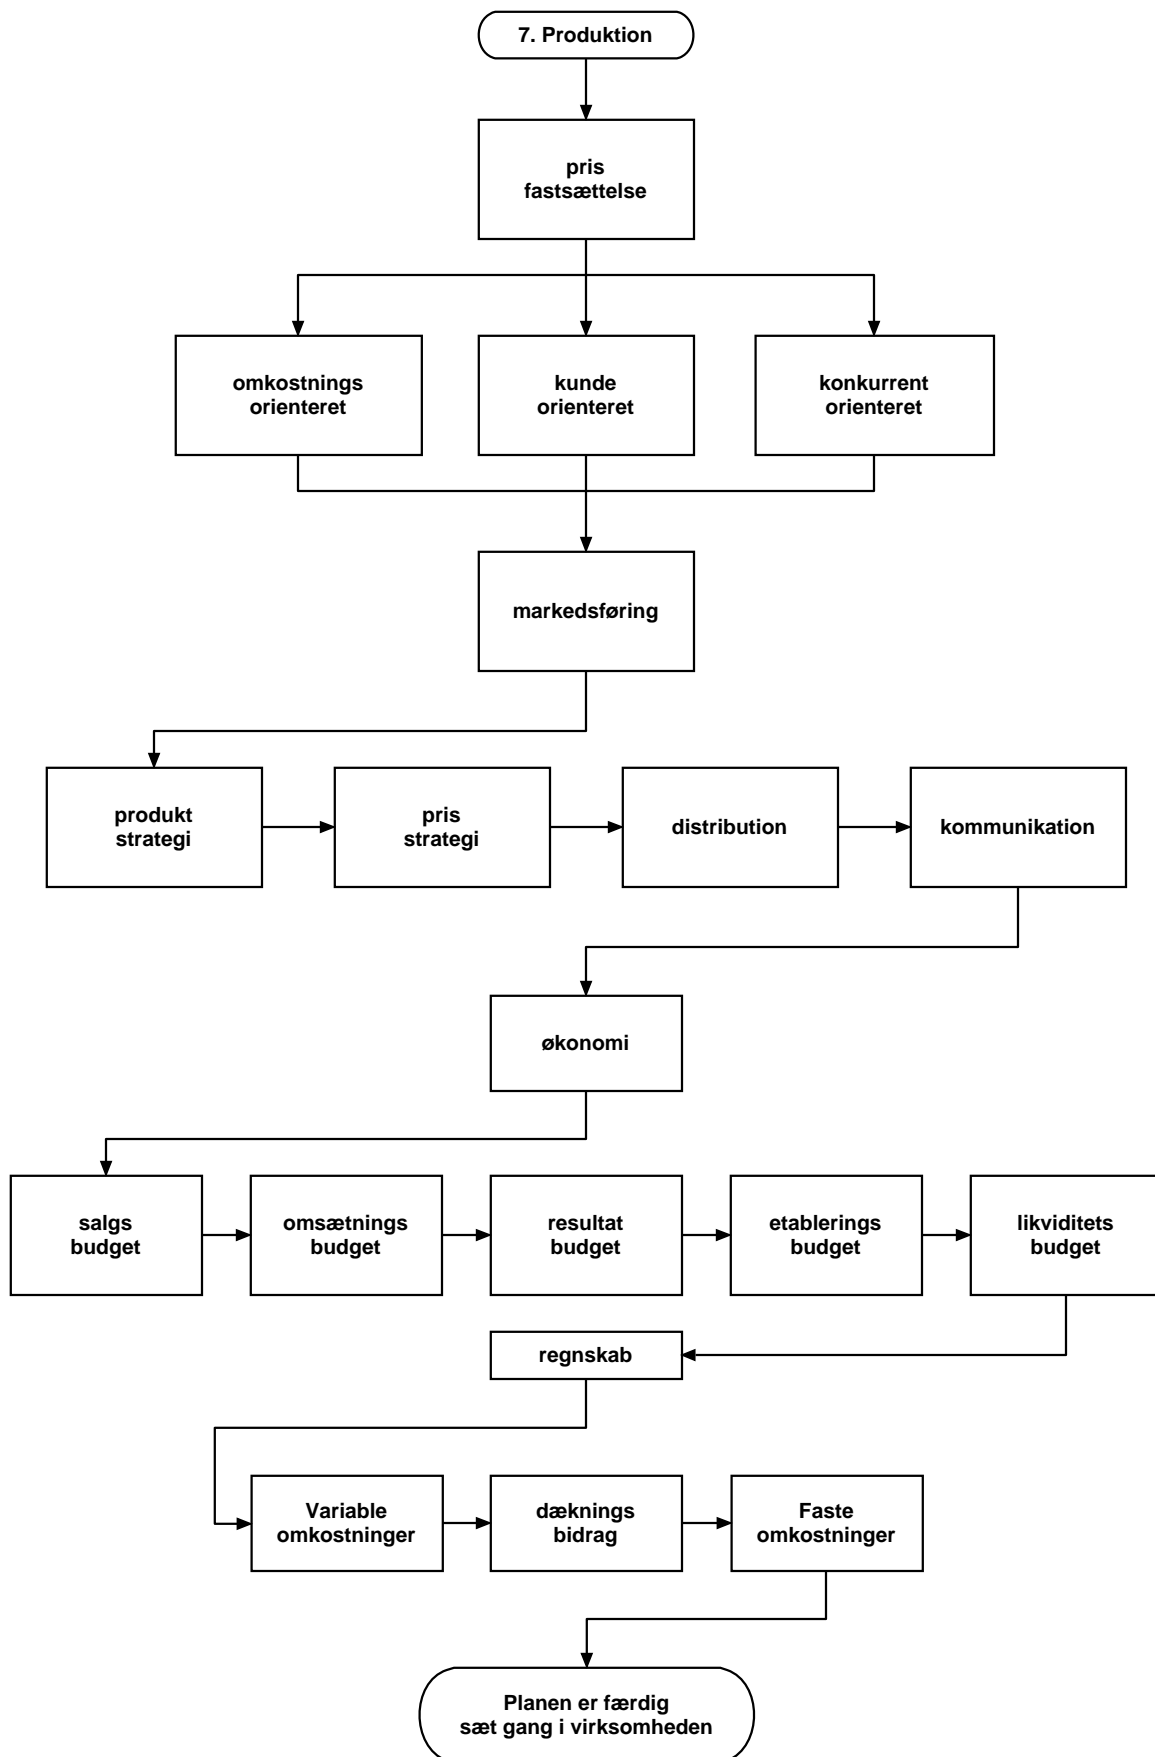 7. Produktion
pris
fastsættelse
omkostnings
orienteret
kunde
orienteret
konkurrent
orienteret
markedsføring
produkt
strategi
pris
strategi
distribution
kommunikation
økonomi
salgs
budget
omsætnings
budget
resultat
budget
etablerings
budget
likviditets
budget
regnskab
Variable
omkostninger
dæknings
bidrag
Faste
omkostninger
Planen er færdig
sæt gang i virksomheden